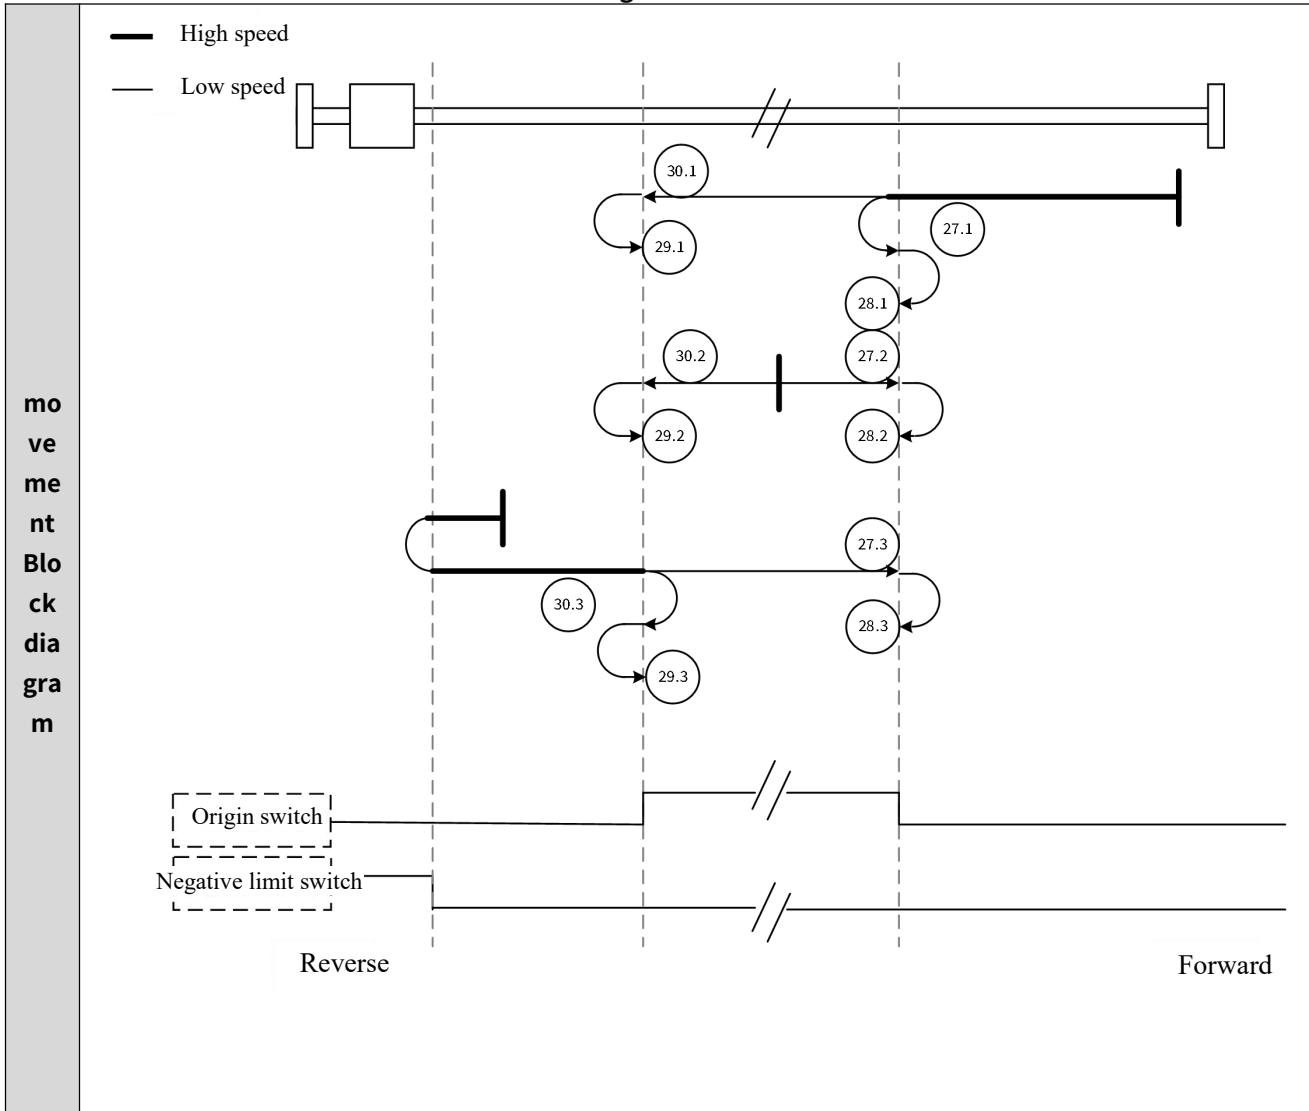 High speed
Low speed
30.1
29.1
27.1
28.1
30.2
27.2
29.2
28.2
27.3
30.3
28.3
29.3
mo
ve
me
nt
Blo
ck
dia
gra
m
Origin switch
Negative limit switch
Reverse
Forward